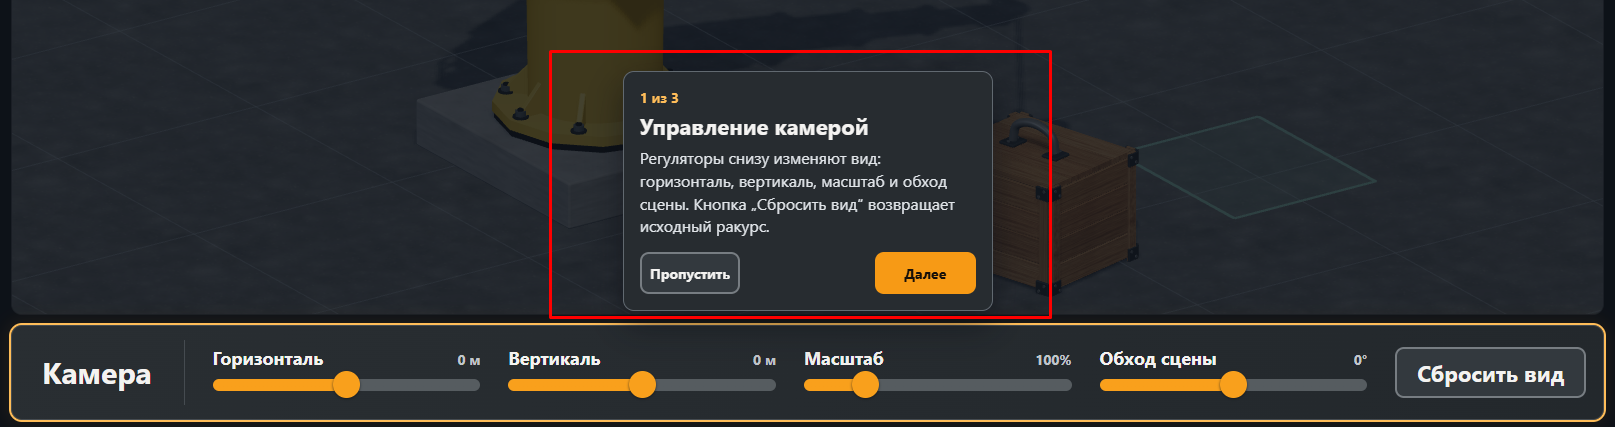 1 из 3
Управление камерой
Регуляторы снизу изменяют вид:
горизонталь, вертикаль, масштаб и обход
сцены. Кнопка „Сбросить вид“ возвращает
исходный ракурс.
Пропустить
Далее
Камера
Горизонталь 0 м
Вертикаль 0 м
Масштаб 100%
Обход сцены 0°
Сбросить вид